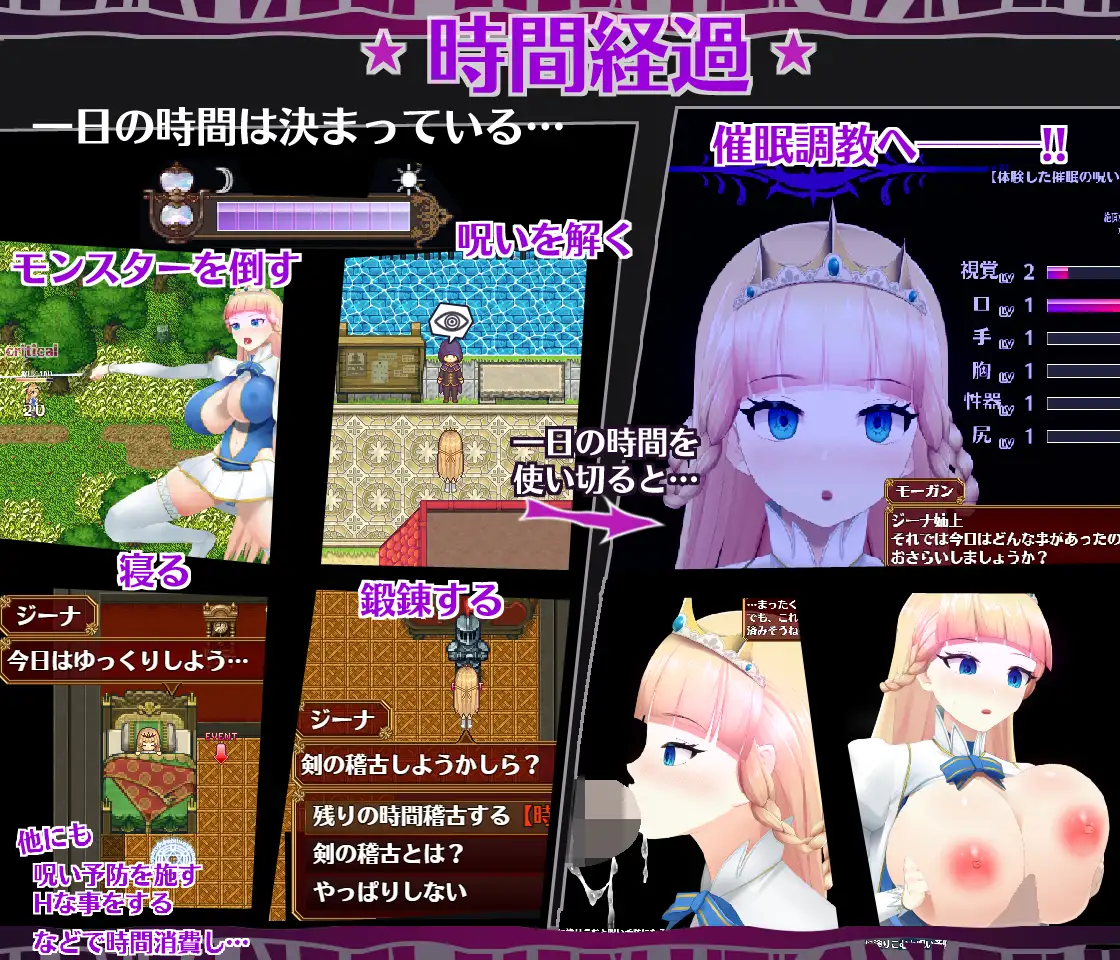 ★ 時間経過 ★
一日の時間は決まっている…
モンスターを倒す
critical
20
呪いを解く
寝る
ジーナ
今日はゆっくりしよう…
EVENT
鍛錬する
ジーナ
剣の稽古しようかしら？
残りの時間稽古する【時
剣の稽古とは？
やっぱりしない
他にも
呪い予防を施す
Hな事をする
などで時間消費し…
一日の時間を
使い切ると…
催眠調教へ――――!!
【体験した催眠の呪い
視覚 LV 2
口 LV 1
手 LV 1
胸 LV 1
性器 LV 1
尻 LV 1
モーガン
ジーナ姉上
それでは今日はどんな事があったの
おさらいしましょうか？
…まったく
でも、これ
済みそうね